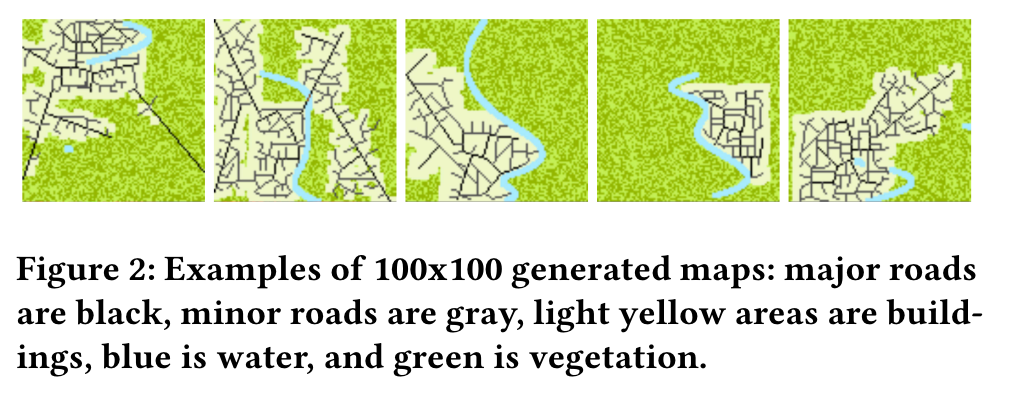 Figure 2: Examples of 100x100 generated maps: major roads
are black, minor roads are gray, light yellow areas are build-
ings, blue is water, and green is vegetation.